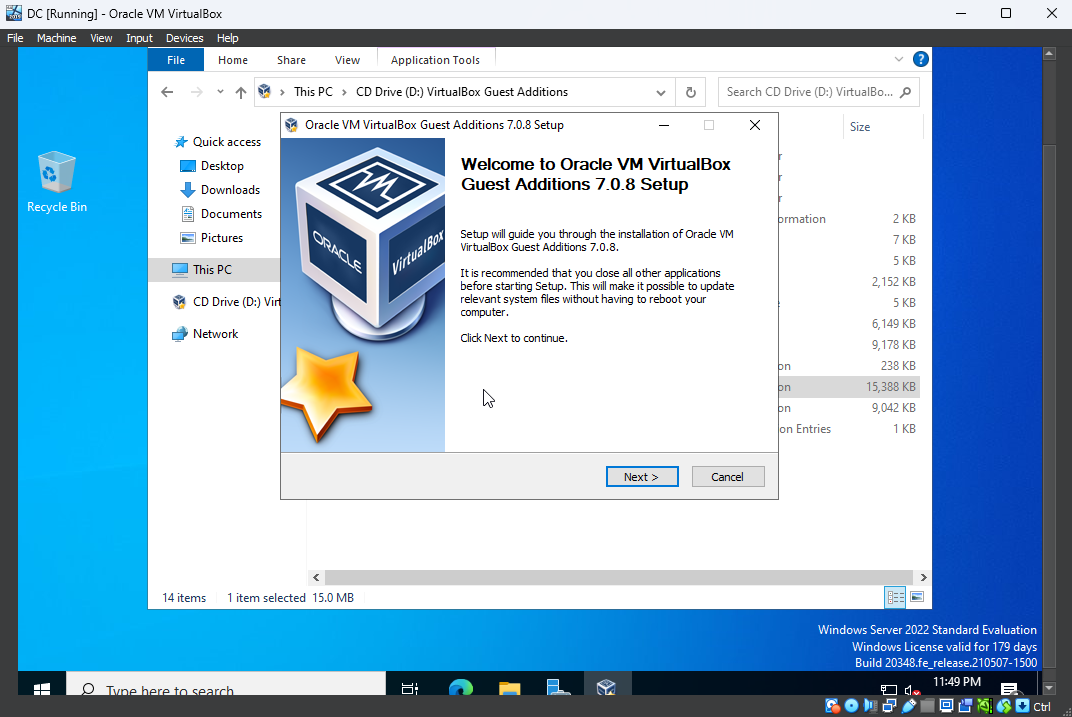 DC [Running] - Oracle VM VirtualBox
File Machine View Input Devices Help
File Home Share View Application Tools
This PC > CD Drive (D:) VirtualBox Guest Additions
Search CD Drive (D:) VirtualBo...
Size
Quick access
Desktop
Downloads
Documents
Pictures
This PC
CD Drive (D:) Virt
Network
Recycle Bin
Oracle VM VirtualBox Guest Additions 7.0.8 Setup
ORACLE
VirtualBox
Welcome to Oracle VM VirtualBox
Guest Additions 7.0.8 Setup
Setup will guide you through the installation of Oracle VM
VirtualBox Guest Additions 7.0.8.
It is recommended that you close all other applications
before starting Setup. This will make it possible to update
relevant system files without having to reboot your
computer.
Click Next to continue.
Next >
Cancel
ormation 2 KB
7 KB
5 KB
2,152 KB
5 KB
6,149 KB
9,178 KB
on 238 KB
on 15,388 KB
on 9,042 KB
on Entries 1 KB
14 items 1 item selected 15.0 MB
Windows Server 2022 Standard Evaluation
Windows License valid for 179 days
Build 20348.fe_release.210507-1500
Type here to search
11:49 PM
Ctrl